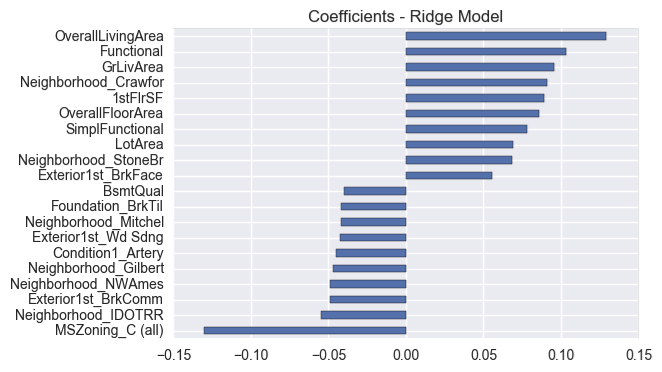 Coefficients - Ridge Model
OverallLivingArea
Functional
GrLivArea
Neighborhood_Crawfor
1stFlrSF
OverallFloorArea
SimplFunctional
LotArea
Neighborhood_StoneBr
Exterior1st_BrkFace
BsmtQual
Foundation_BrkTil
Neighborhood_Mitchel
Exterior1st_Wd Sdng
Condition1_Artery
Neighborhood_Gilbert
Neighborhood_NWAmes
Exterior1st_BrkComm
Neighborhood_IDOTRR
MSZoning_C (all)
−0.15 −0.10 −0.05 0.00 0.05 0.10 0.15